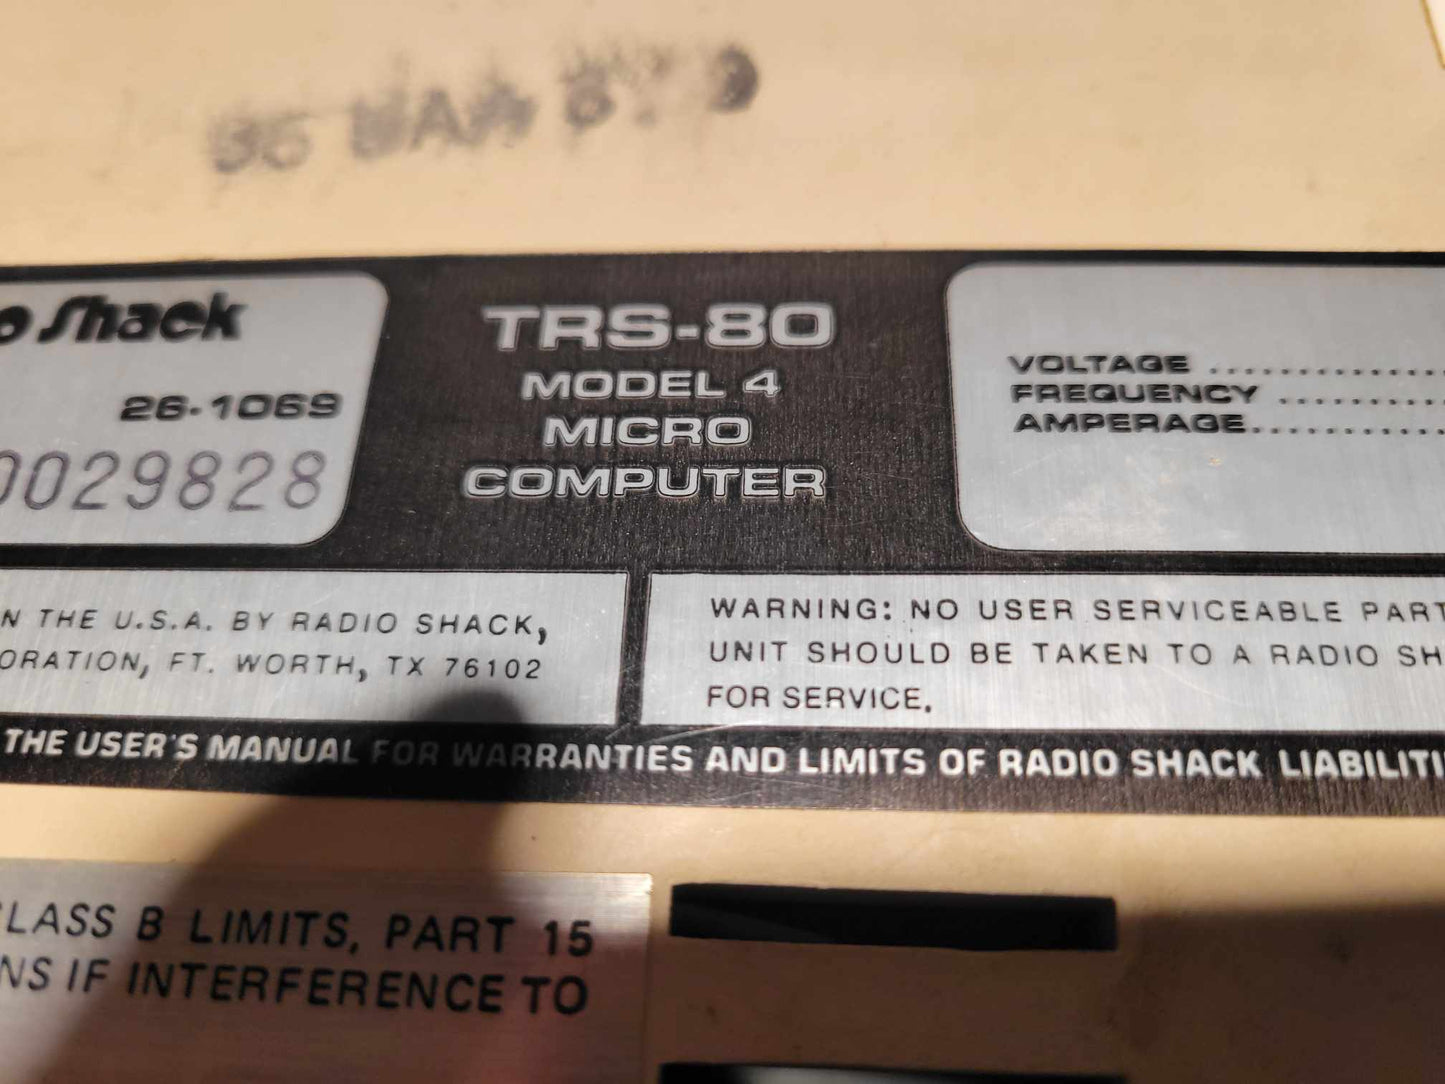 o Shack
26-1069
0029828
TRS-80
MODEL 4
MICRO
COMPUTER
VOLTAGE ....................
FREQUENCY ..............
AMPERAGE.................
N THE U.S.A. BY RADIO SHACK,
ORATION, FT. WORTH, TX 76102
WARNING: NO USER SERVICEABLE PART
UNIT SHOULD BE TAKEN TO A RADIO SH
FOR SERVICE.
THE USER'S MANUAL FOR WARRANTIES AND LIMITS OF RADIO SHACK LIABILITI
LASS B LIMITS, PART 15
NS IF INTERFERENCE TO